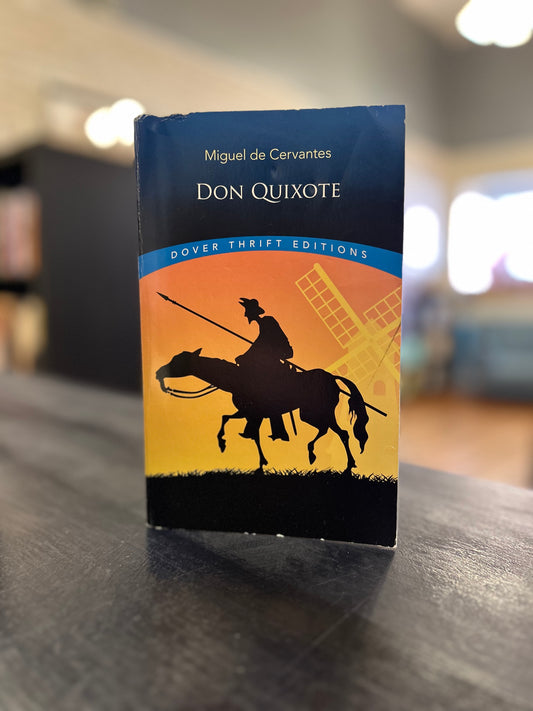 Miguel de Cervantes
DON QUIXOTE
DOVER THRIFT EDITIONS